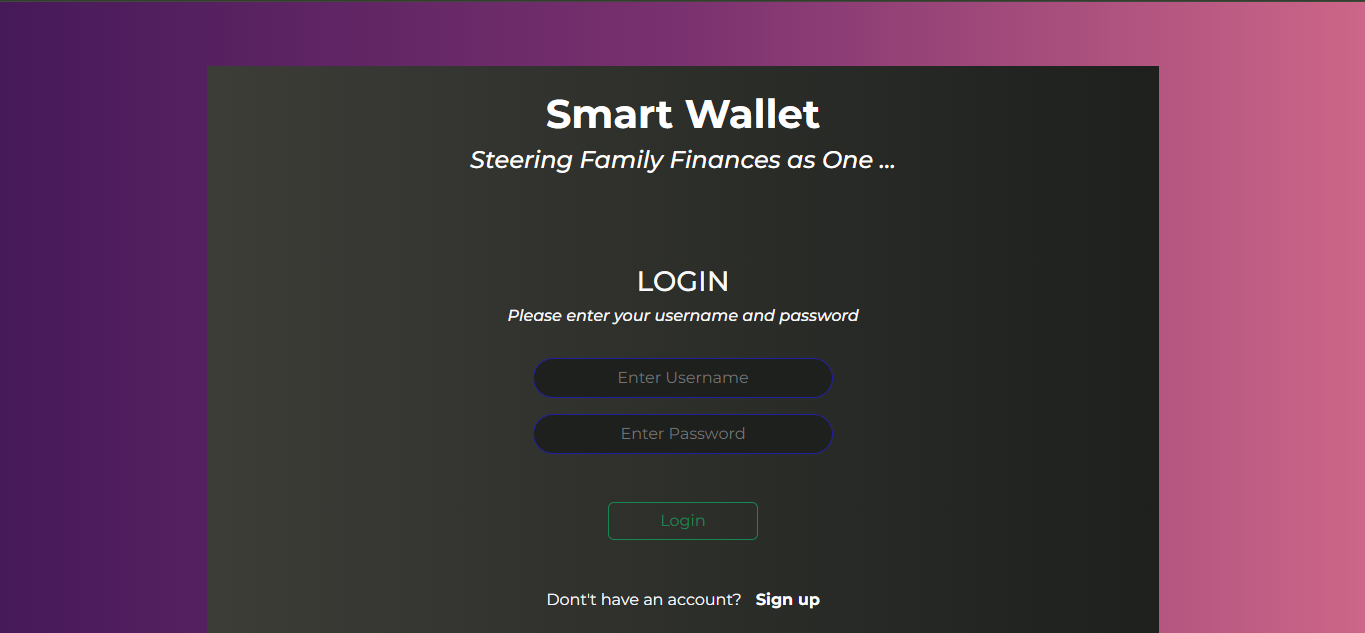 Smart Wallet
Steering Family Finances as One ...
LOGIN
Please enter your username and password
Enter Username
Enter Password
Login
Dont't have an account? Sign up